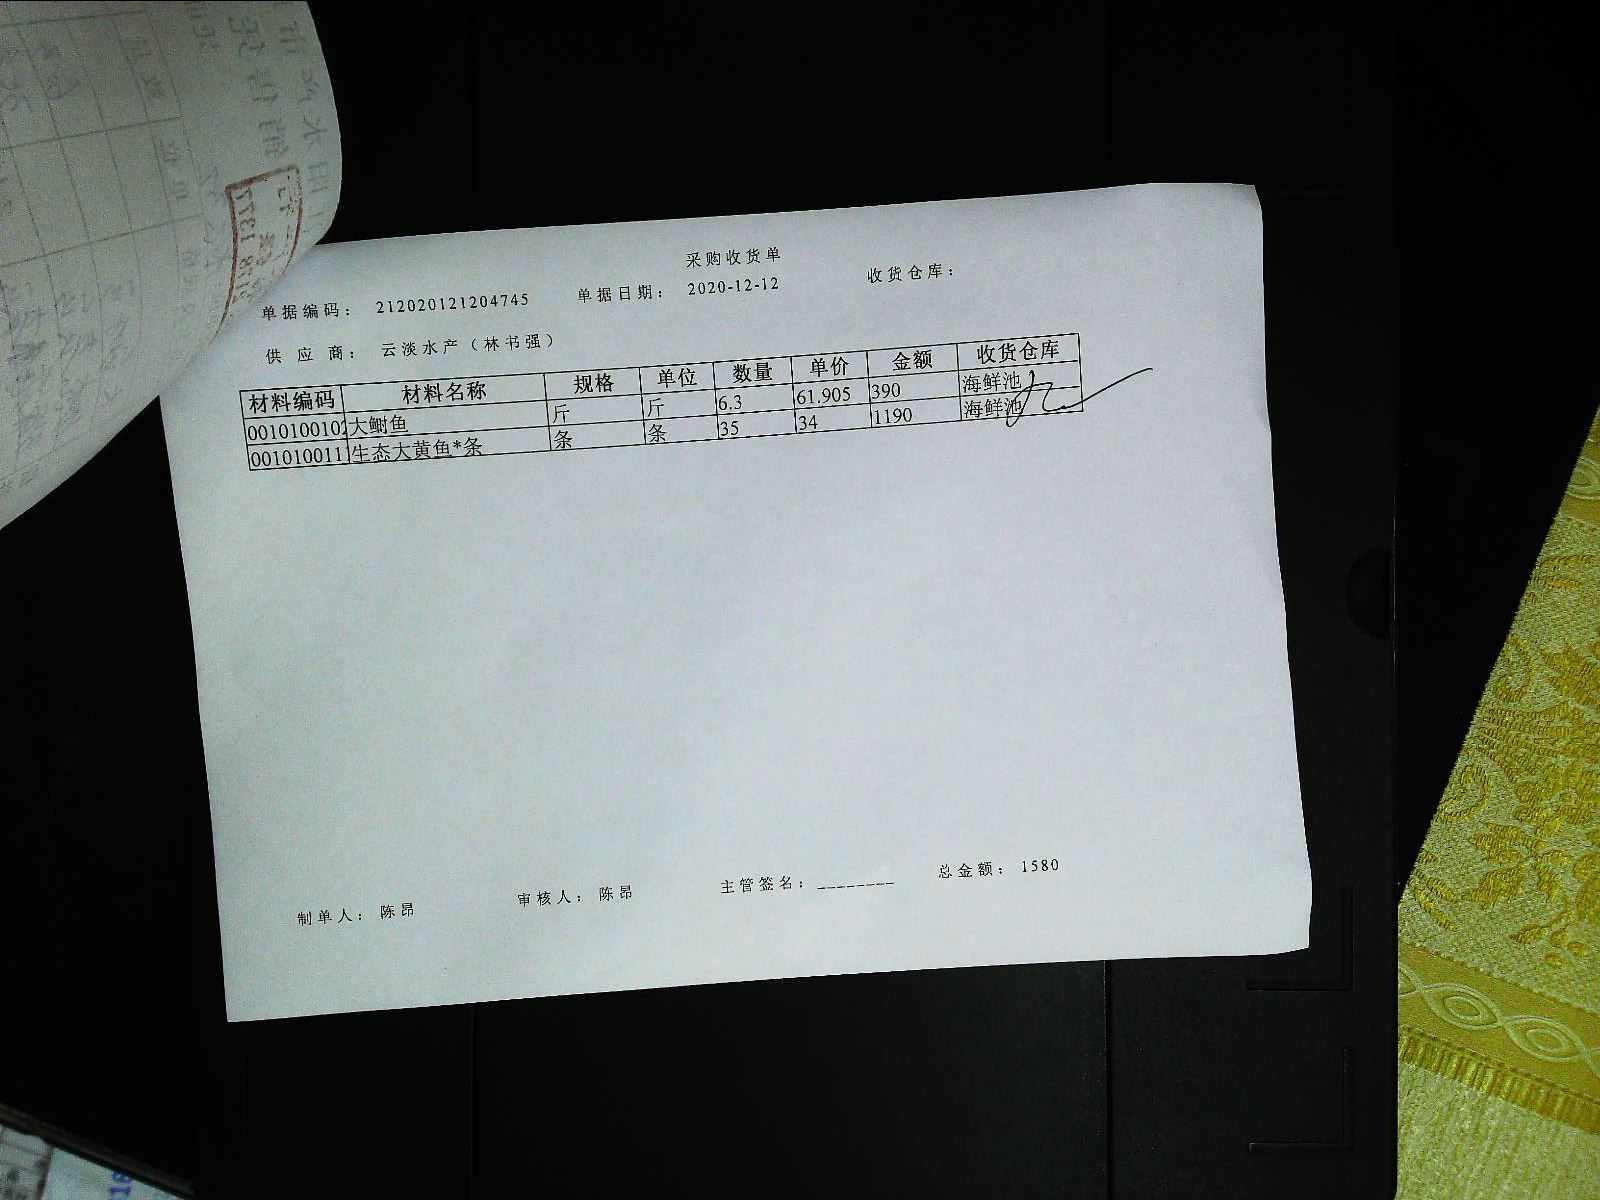 采购收货单
单据编码： 212020121204745 单据日期： 2020-12-12 收货仓库：
供 应 商： 云淡水产（林书强）
材料编码 材料名称 规格 单位 数量 单价 金额 收货仓库
0010100102 大鲥鱼 斤 斤 6.3 61.905 390 海鲜池
001010011 生态大黄鱼*条 条 条 35 34 1190 海鲜池
制单人： 陈昂 审核人： 陈昂 主管签名：________ 总金额： 1580